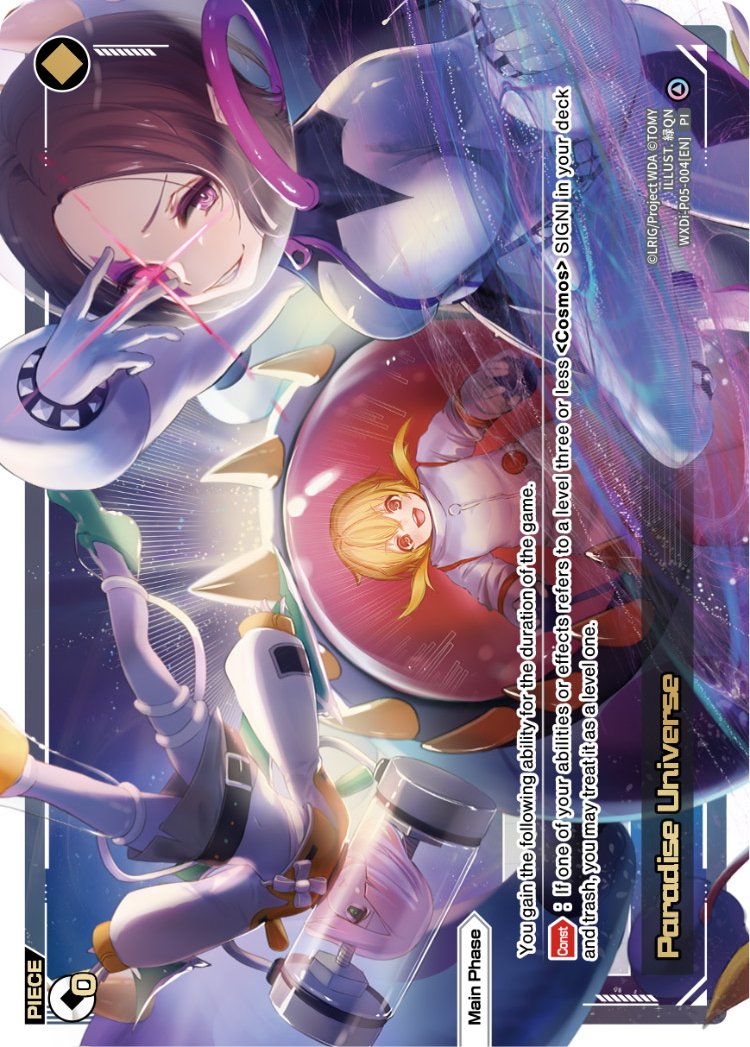 PIECE
0
Main Phase
You gain the following ability for the duration of the game.
Const : If one of your abilities or effects refers to a level three or less <Cosmos> SIGNI in your deck
and trash, you may treat it as a level one.
Paradise Universe
©LRIG/Project WDA ©TOMY
ILLUST. 緑QN
WXDi-P05-004[EN] PI